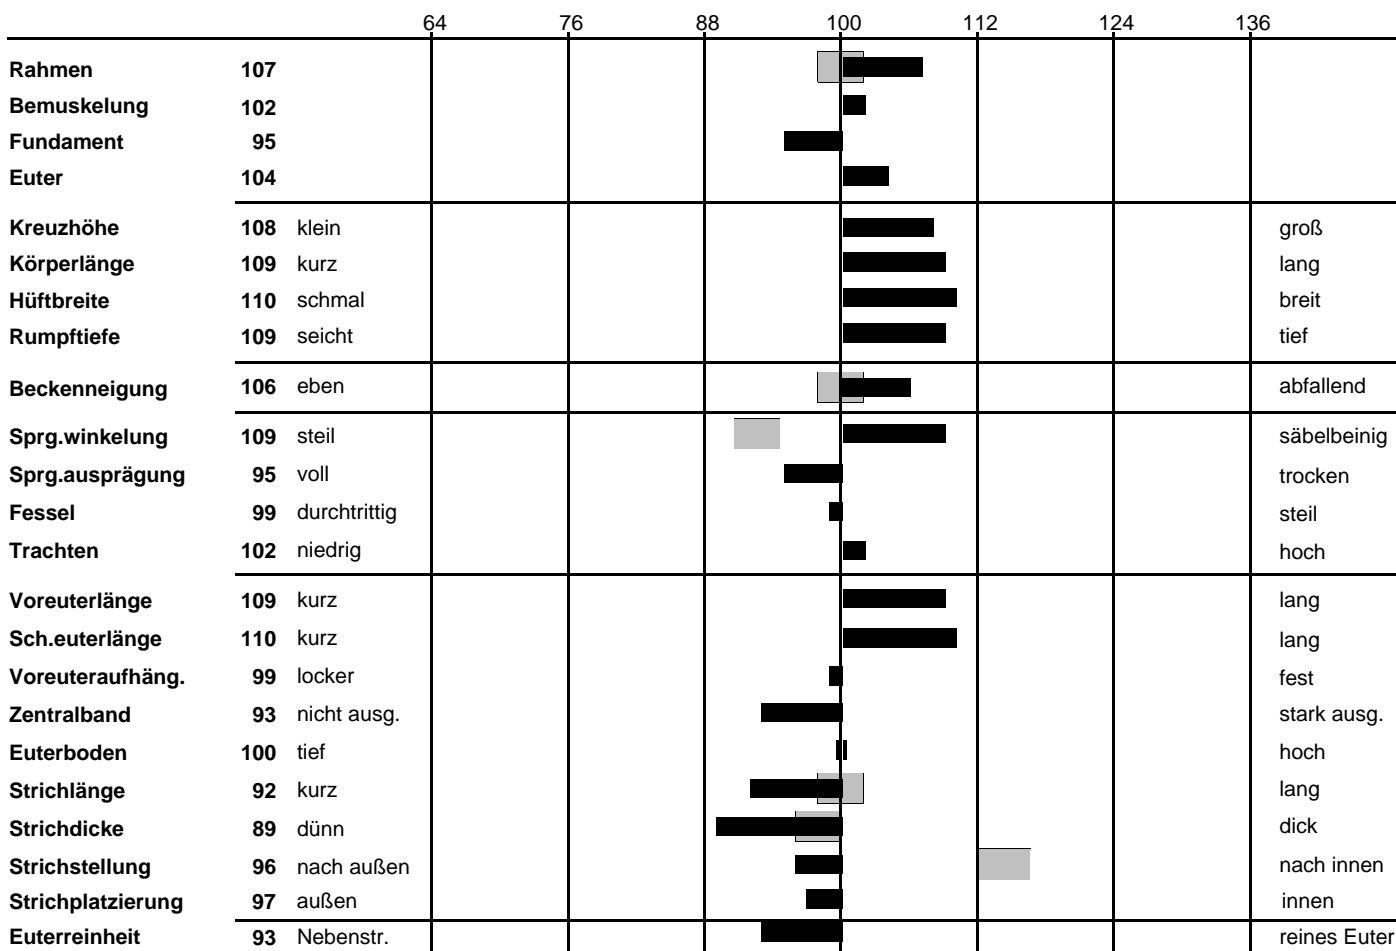 64 76 88 100 112 124 136
Rahmen 107
Bemuskelung 102
Fundament 95
Euter 104
Kreuzhöhe 108 klein groß
Körperlänge 109 kurz lang
Hüftbreite 110 schmal breit
Rumpftiefe 109 seicht tief
Beckenneigung 106 eben abfallend
Sprg.winkelung 109 steil säbelbeinig
Sprg.ausprägung 95 voll trocken
Fessel 99 durchtrittig steil
Trachten 102 niedrig hoch
Voreuterlänge 109 kurz lang
Sch.euterlänge 110 kurz lang
Voreuteraufhäng. 99 locker fest
Zentralband 93 nicht ausg. stark ausg.
Euterboden 100 tief hoch
Strichlänge 92 kurz lang
Strichdicke 89 dünn dick
Strichstellung 96 nach außen nach innen
Strichplatzierung 97 außen innen
Euterreinheit 93 Nebenstr. reines Euter